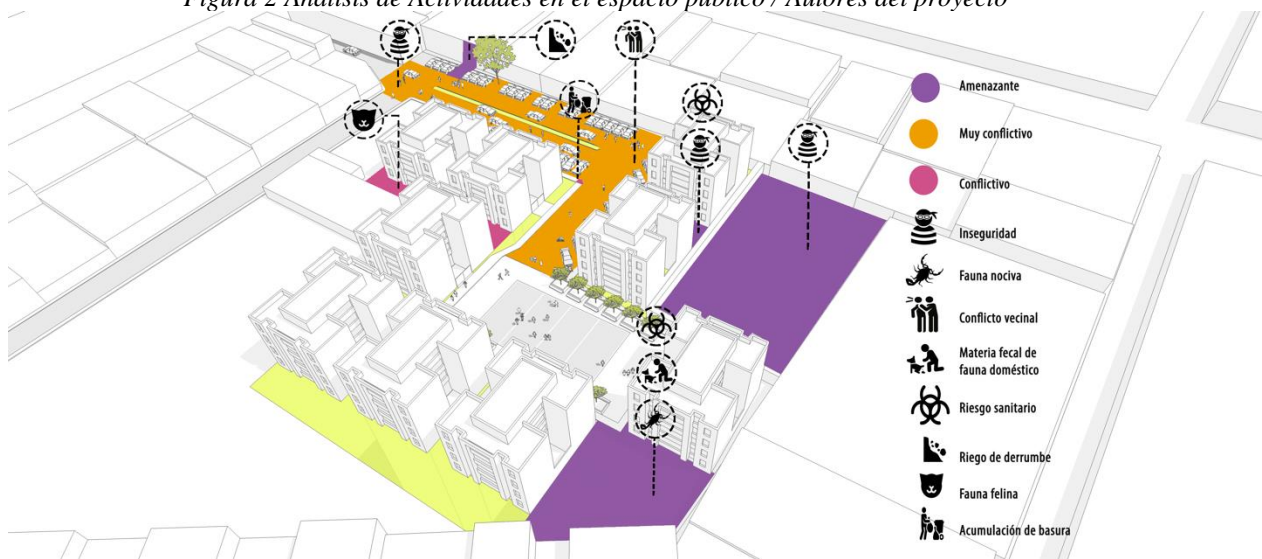 Figura 2 Análisis de Actividades en el espacio público / Autores del proyecto
Amenazante
Muy conflictivo
Conflictivo
Inseguridad
Fauna nociva
Conflicto vecinal
Materia fecal de
fauna doméstico
Riesgo sanitario
Riego de derrumbe
Fauna felina
Acumulación de basura